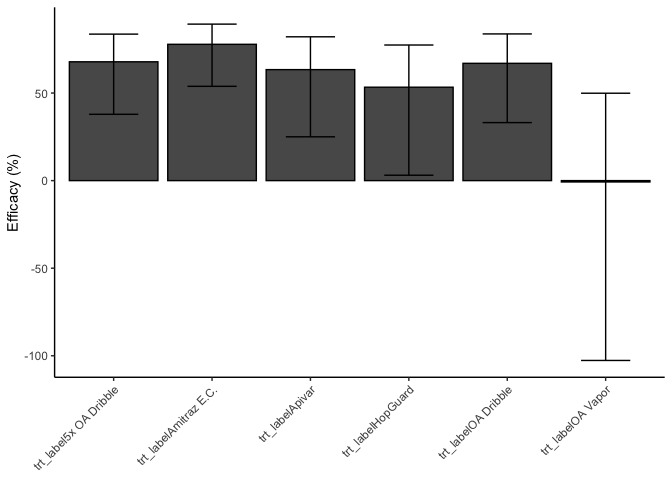 Efficacy (%)
50
0
-50
-100
trt_label5x OA Dribble
trt_labelAmitraz E.C.
trt_labelApivar
trt_labelHopGuard
trt_labelOA Dribble
trt_labelOA Vapor